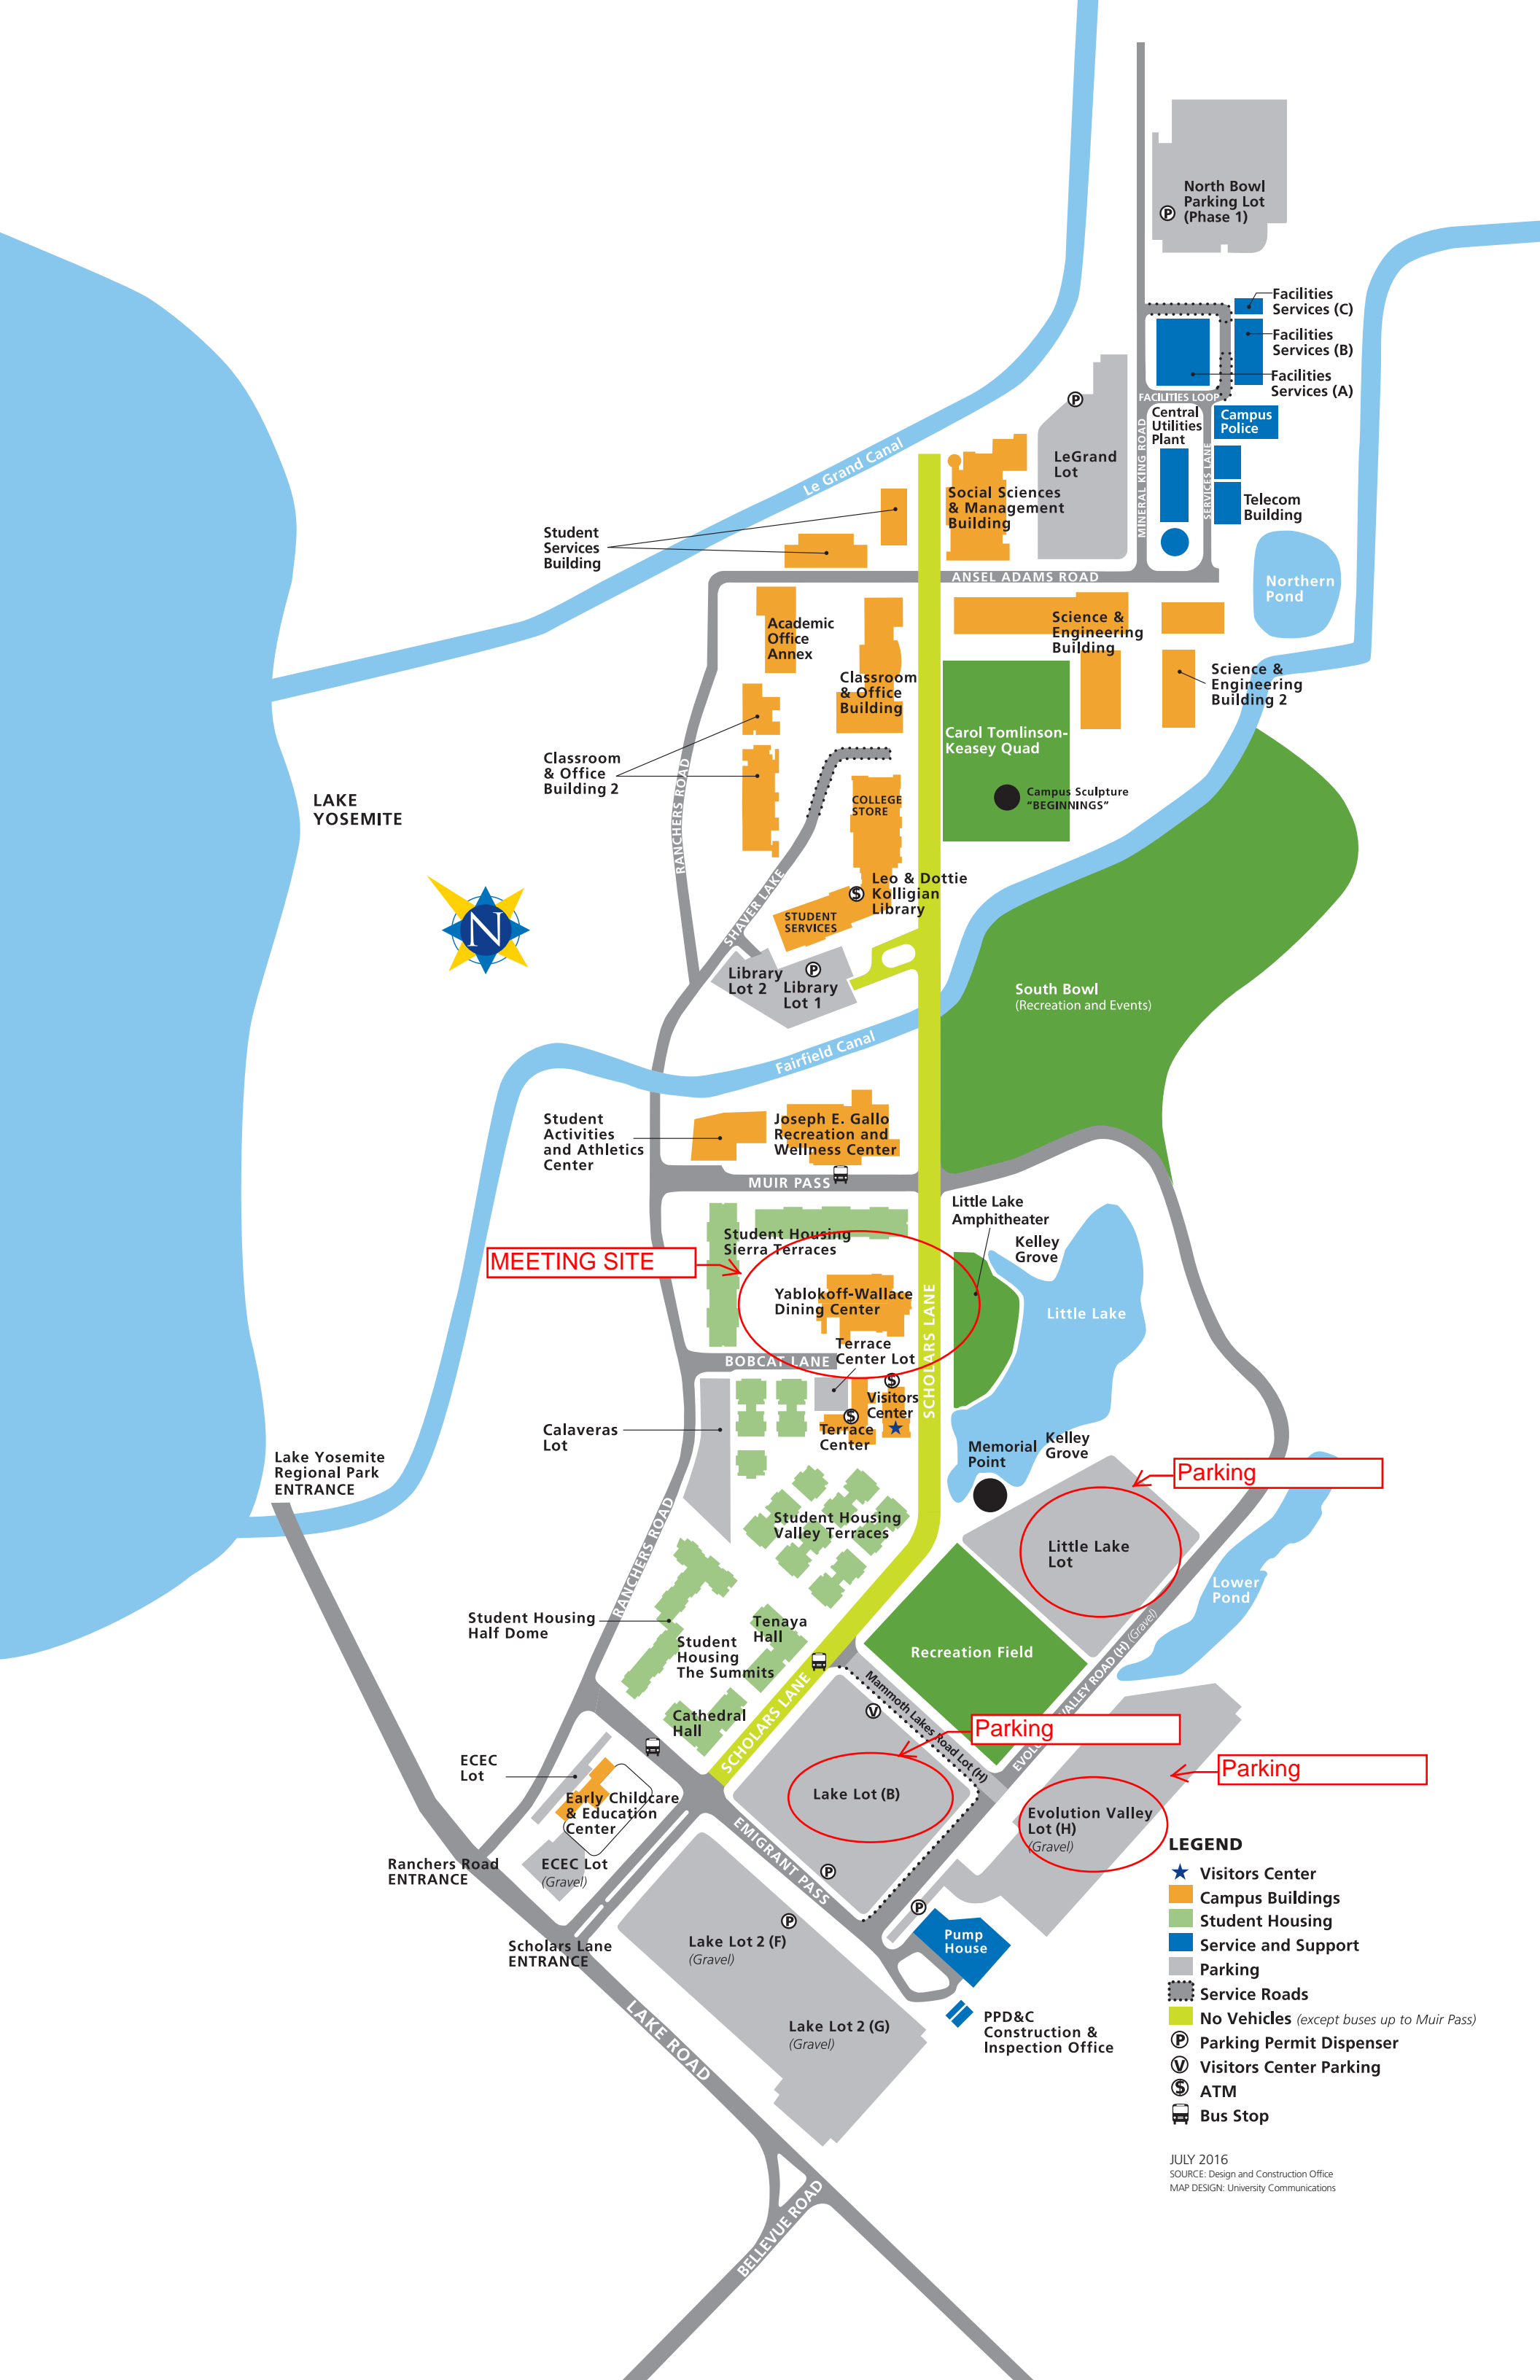 North Bowl
Parking Lot
(Phase 1)
P
Facilities
Services (C)
Facilities
Services (B)
Facilities
Services (A)
FACILITIES LOOP
P
Central
Utilities
Plant
Campus
Police
MINERAL KING ROAD
SERVICES LANE
LeGrand
Lot
Le Grand Canal
Social Sciences
& Management
Building
Telecom
Building
Student
Services
Building
ANSEL ADAMS ROAD
Northern
Pond
Academic
Office
Annex
Science &
Engineering
Building
Classroom
& Office
Building
Science &
Engineering
Building 2
Carol Tomlinson-
Keasey Quad
Classroom
& Office
Building 2
RANCHERS ROAD
COLLEGE
STORE
Campus Sculpture
“BEGINNINGS”
LAKE
YOSEMITE
N
SHAVER LAKE
$
Leo & Dottie
Kolligian
Library
STUDENT
SERVICES
Library
Lot 2
P
Library
Lot 1
South Bowl
(Recreation and Events)
Fairfield Canal
Student
Activities
and Athletics
Center
Joseph E. Gallo
Recreation and
Wellness Center
MUIR PASS
Little Lake
Amphitheater
Student Housing
Sierra Terraces
Kelley
Grove
MEETING SITE
Yablokoff-Wallace
Dining Center
Little Lake
SCHOLARS LANE
BOBCAT LANE
Terrace
Center Lot
$
Visitors
Center
$
Terrace
Center
Calaveras
Lot
Memorial
Point
Kelley
Grove
Lake Yosemite
Regional Park
ENTRANCE
Parking
RANCHERS ROAD
Student Housing
Valley Terraces
Little Lake
Lot
Lower
Pond
Student Housing
Half Dome
Tenaya
Hall
Student
Housing
The Summits
Recreation Field
EVOLUTION VALLEY ROAD (H) (Gravel)
Mammoth Lakes Road Lot (H)
Cathedral
Hall
SCHOLARS LANE
V
Parking
ECEC
Lot
Parking
Lake Lot (B)
Early Childcare
& Education
Center
Evolution Valley
Lot (H)
(Gravel)
EMIGRANT PASS
Ranchers Road
ENTRANCE
ECEC Lot
(Gravel)
P
P
P
Scholars Lane
ENTRANCE
Lake Lot 2 (F)
(Gravel)
Pump
House
LAKE ROAD
Lake Lot 2 (G)
(Gravel)
PPD&C
Construction &
Inspection Office
BELLEVUE ROAD
LEGEND
Visitors Center
Campus Buildings
Student Housing
Service and Support
Parking
Service Roads
No Vehicles (except buses up to Muir Pass)
P Parking Permit Dispenser
V Visitors Center Parking
$ ATM
Bus Stop
JULY 2016
SOURCE: Design and Construction Office
MAP DESIGN: University Communications